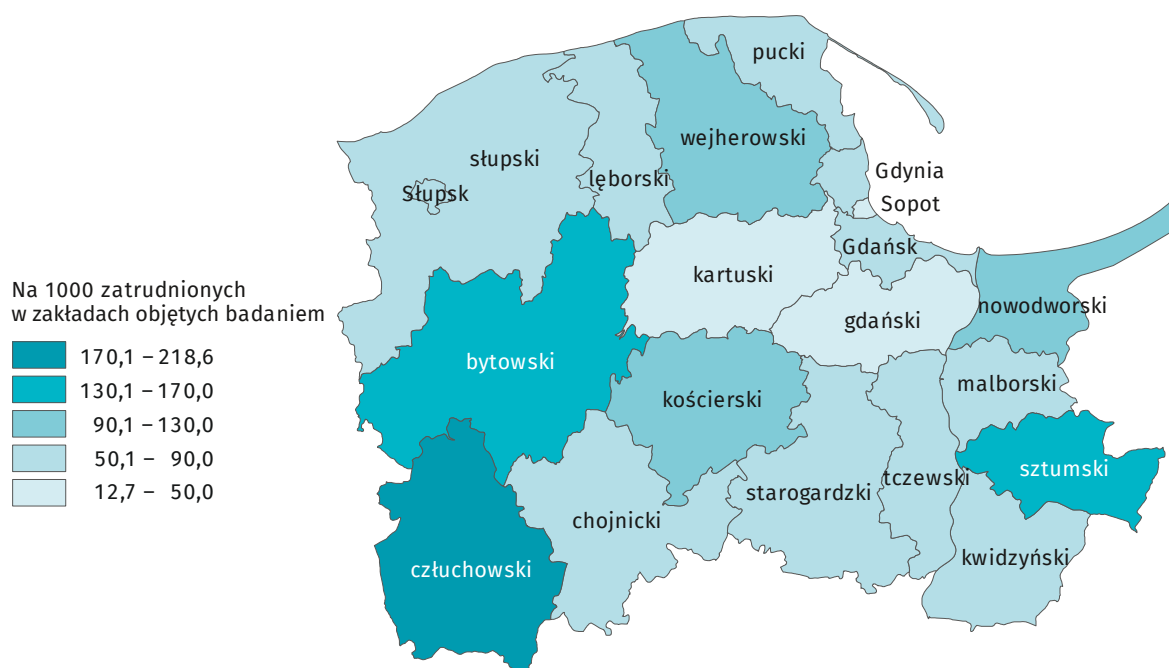 pucki
wejherowski
słupski
lęborski
Słupsk
Gdynia
Sopot
Gdańsk
kartuski
gdański
nowodworski
Na 1000 zatrudnionych
w zakładach objętych badaniem
170,1 – 218,6
130,1 – 170,0
90,1 – 130,0
50,1 – 90,0
12,7 – 50,0
bytowski
kościerski
malborski
sztumski
tczewski
starogardzki
chojnicki
kwidzyński
człuchowski